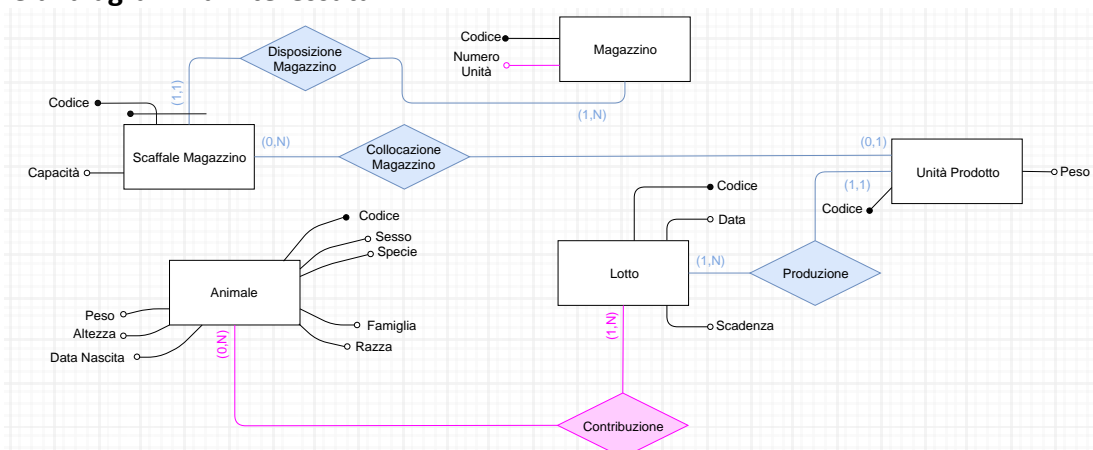 Disposizione
Magazzino
Codice
Numero
Unità
Magazzino
(1,1)
(1,N)
Codice
Scaffale Magazzino
Capacità
(0,N)
Collocazione
Magazzino
(0,1)
(1,1)
Unità Prodotto
Peso
Codice
Codice
Data
Lotto
(1,N)
Produzione
Scadenza
(1,N)
Codice
Sesso
Specie
Animale
Peso
Altezza
Data Nascita
Famiglia
Razza
(0,N)
Contribuzione